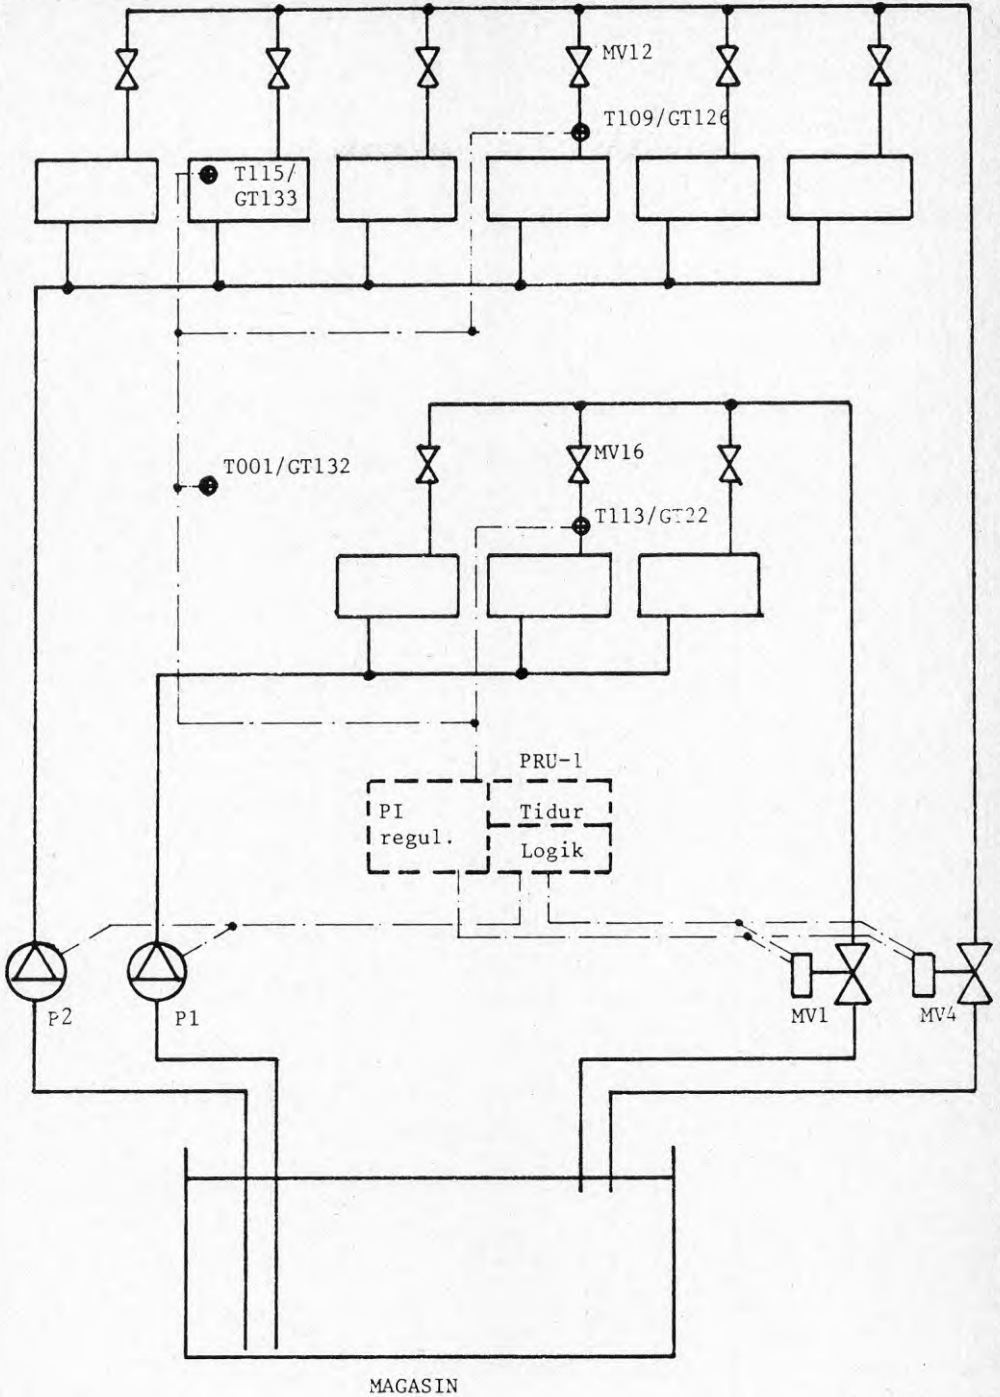 MV12
T109/GT126
T115/
GT133
T001/GT132
MV16
T113/GT22
PRU-1
PI
regul.
Tidur
Logik
P2
P1
MV1
MV4
MAGASIN